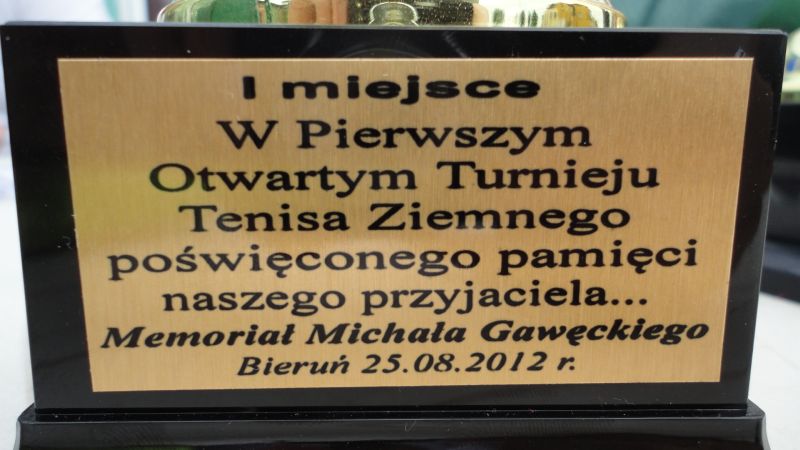 I miejsce
W Pierwszym
Otwartym Turnieju
Tenisa Ziemnego
poświęconego pamięci
naszego przyjaciela...
Memoriał Michała Gawęckiego
Bieruń 25.08.2012 r.